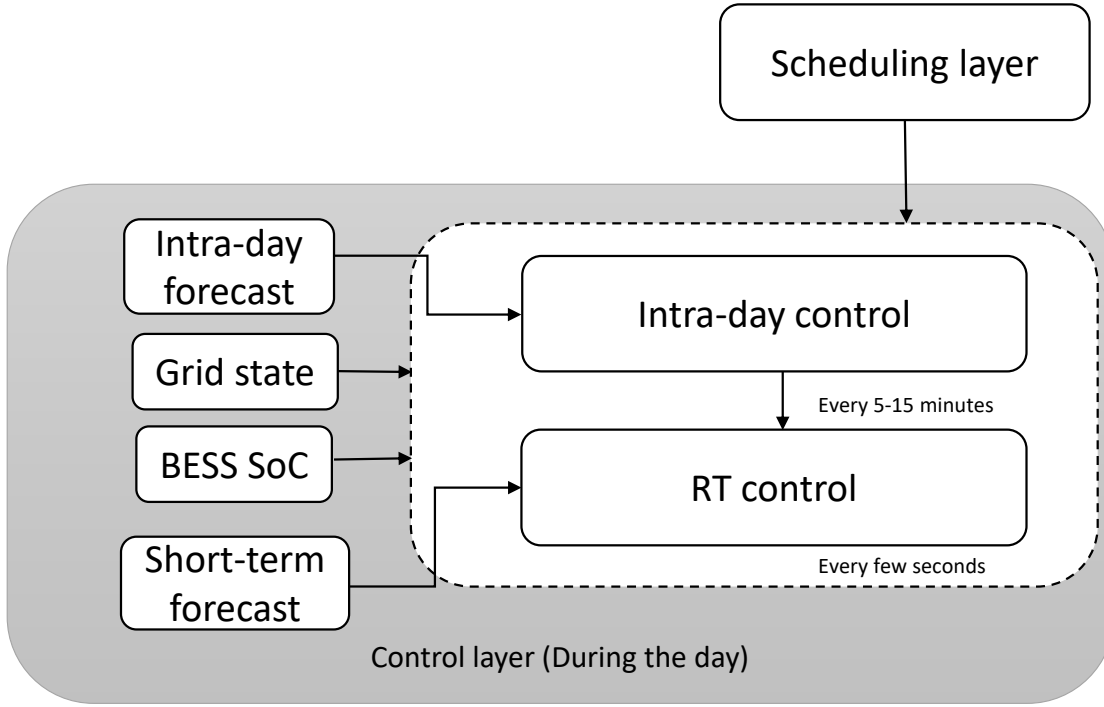 Scheduling layer
Intra-day
forecast
Intra-day control
Grid state
Every 5-15 minutes
BESS SoC
RT control
Short-term
forecast
Every few seconds
Control layer (During the day)